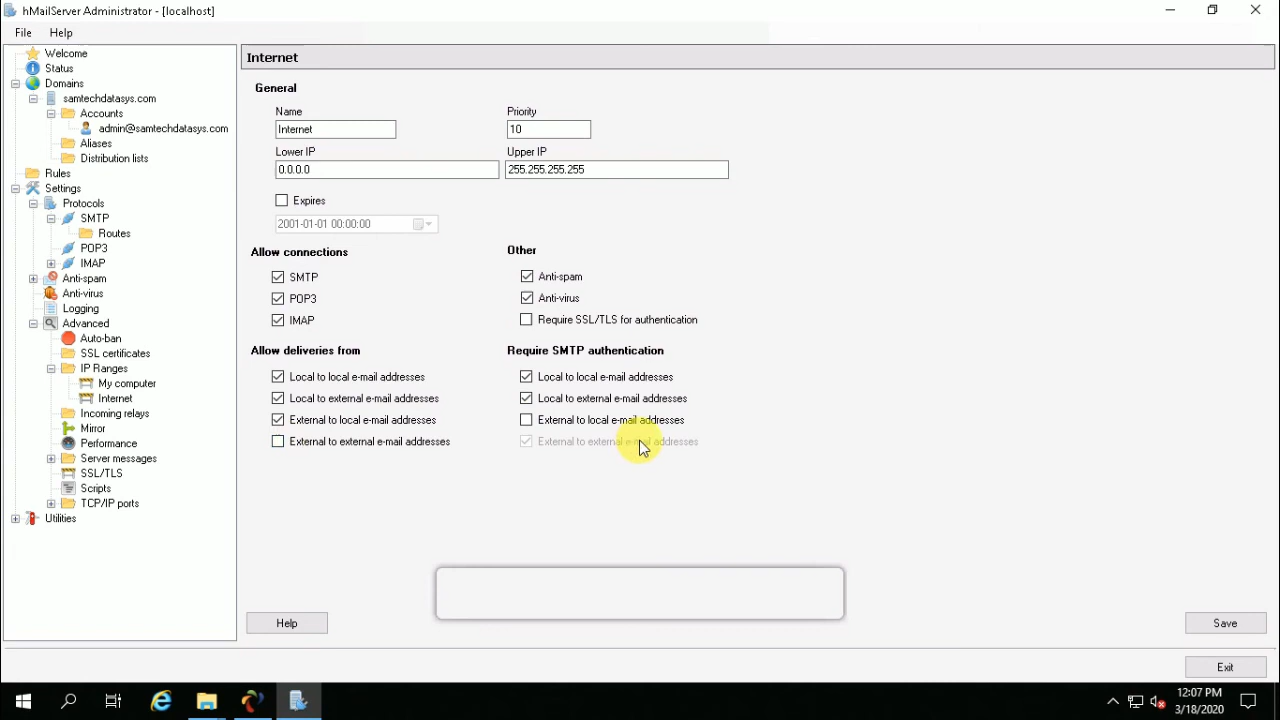 hMailServer Administrator - [localhost]
File Help
Welcome
Status
Domains
samtechdatasys.com
Accounts
admin@samtechdatasys.com
Aliases
Distribution lists
Rules
Settings
Protocols
SMTP
Routes
POP3
IMAP
Anti-spam
Anti-virus
Logging
Advanced
Auto-ban
SSL certificates
IP Ranges
My computer
Internet
Incoming relays
Mirror
Performance
Server messages
SSL/TLS
Scripts
TCP/IP ports
Utilities
Internet
General
Name Priority
Internet 10
Lower IP Upper IP
0.0.0.0 255.255.255.255
Expires
2001-01-01 00:00:00
Allow connections
SMTP
POP3
IMAP
Other
Anti-spam
Anti-virus
Require SSL/TLS for authentication
Allow deliveries from
Local to local e-mail addresses
Local to external e-mail addresses
External to local e-mail addresses
External to external e-mail addresses
Require SMTP authentication
Local to local e-mail addresses
Local to external e-mail addresses
External to local e-mail addresses
External to external e-mail addresses
Help Save
Exit
12:07 PM
3/18/2020